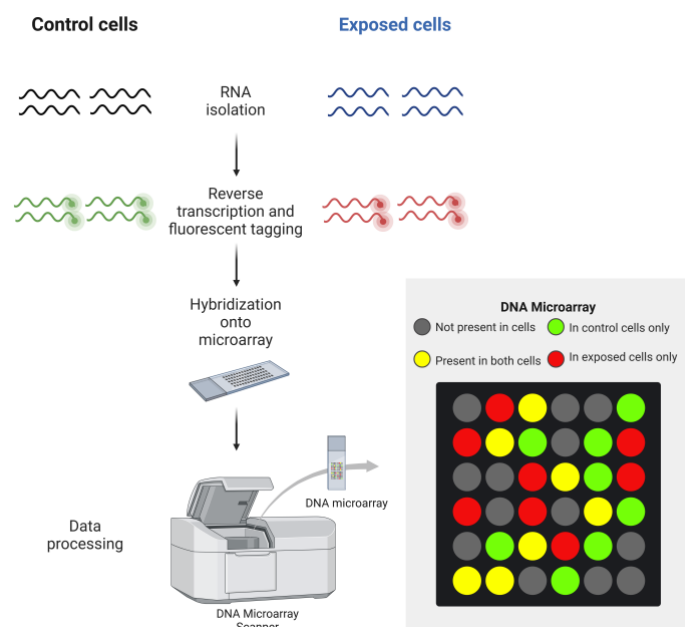 Control cells
Exposed cells
RNA
isolation
Reverse
transcription and
fluorescent tagging
Hybridization
onto
microarray
DNA Microarray
Not present in cells
In control cells only
Present in both cells
In exposed cells only
DNA microarray
Data
processing
DNA Microarray
Scanner